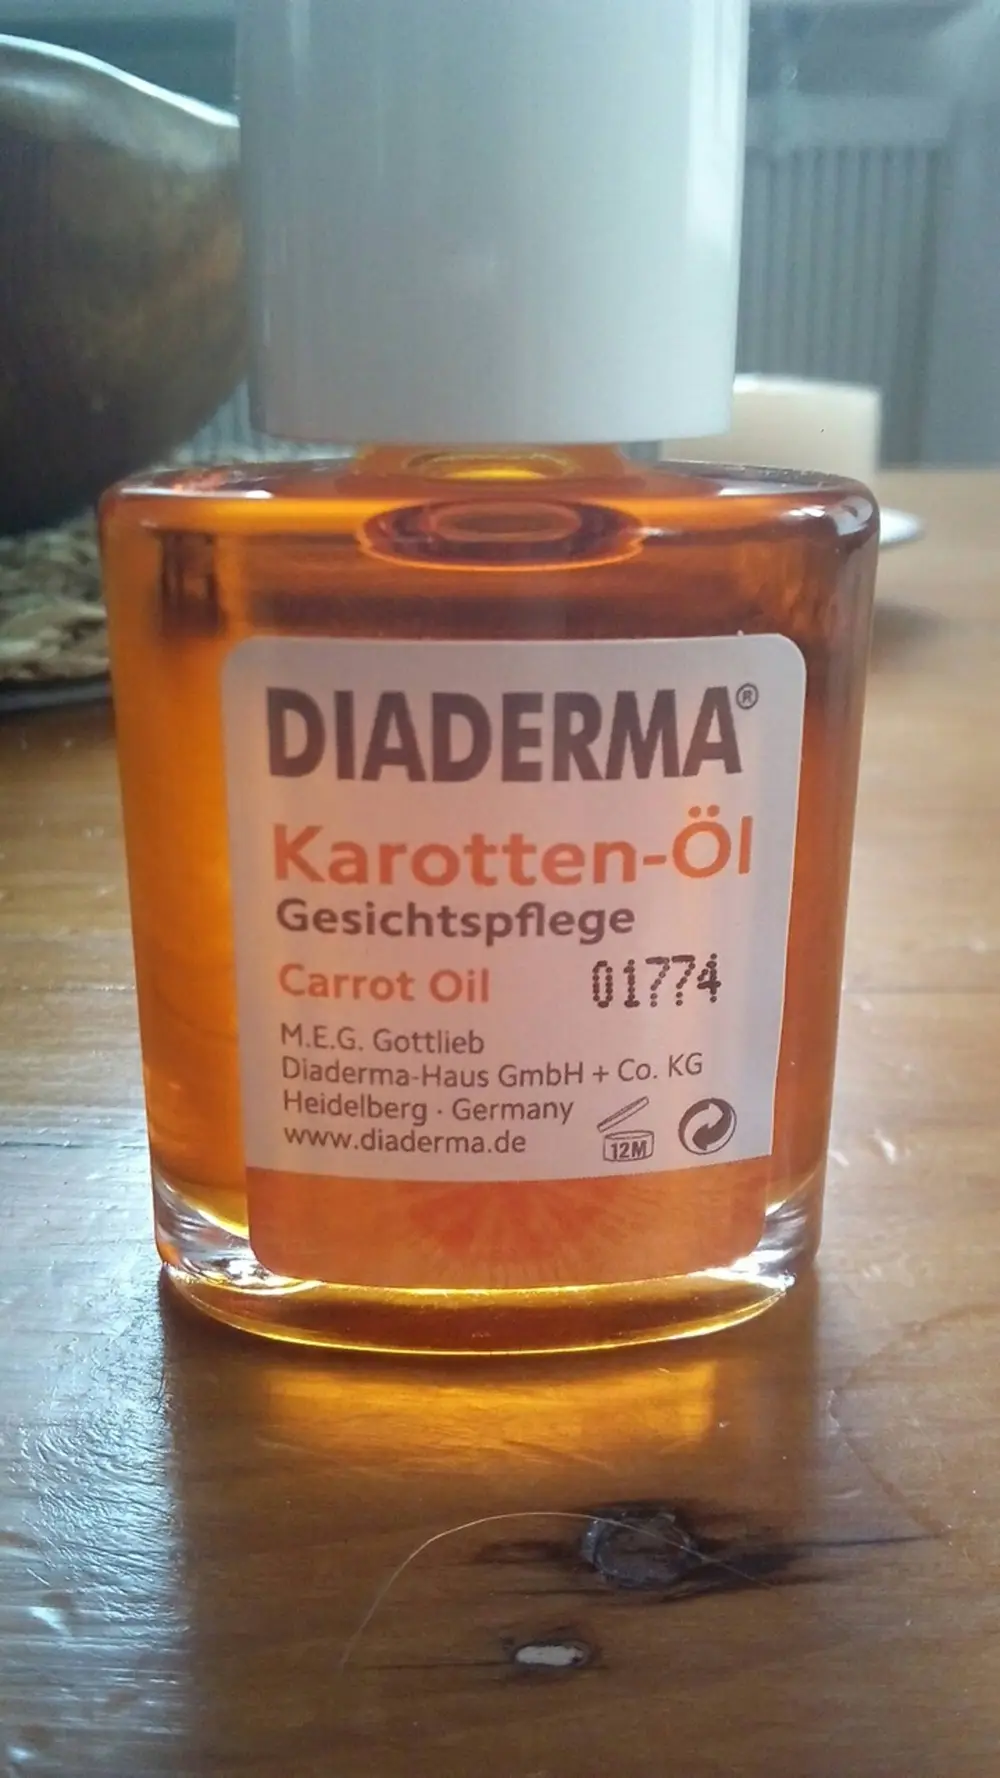 DIADERMA®
Karotten-Öl
Gesichtspflege
Carrot Oil 01774
M.E.G. Gottlieb
Diaderma-Haus GmbH + Co. KG
Heidelberg · Germany
www.diaderma.de 12M